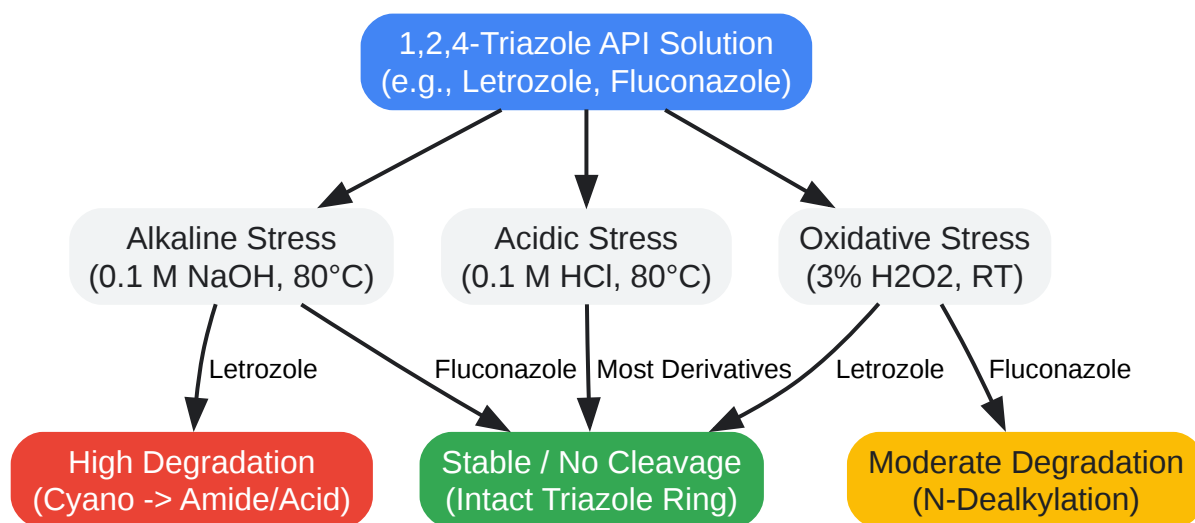 1,2,4-Triazole API Solution
(e.g., Letrozole, Fluconazole)
Alkaline Stress
(0.1 M NaOH, 80°C)
Acidic Stress
(0.1 M HCl, 80°C)
Oxidative Stress
(3% H2O2, RT)
Letrozole
Fluconazole
Most Derivatives
Letrozole
Fluconazole
High Degradation
(Cyano -> Amide/Acid)
Stable / No Cleavage
(Intact Triazole Ring)
Moderate Degradation
(N-Dealkylation)